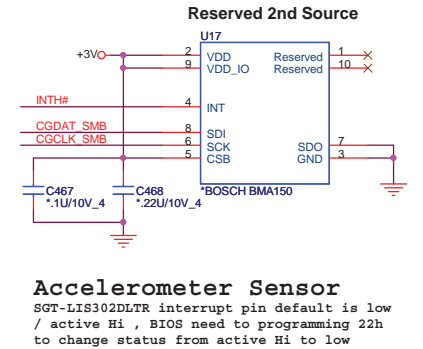 Reserved 2nd Source
U17
+3V
2 VDD Reserved 1
9 VDD_IO Reserved 10
INTH# 4 INT
CGDAT_SMB 8 SDI
CGCLK_SMB 6 SCK SDO 7
5 CSB GND 3
*BOSCH BMA150
C467 C468
*.1U/10V_4 *.22U/10V_4
Accelerometer Sensor
SGT-LIS302DLTR interrupt pin default is low
/ active Hi , BIOS need to programming 22h
to change status from active Hi to low